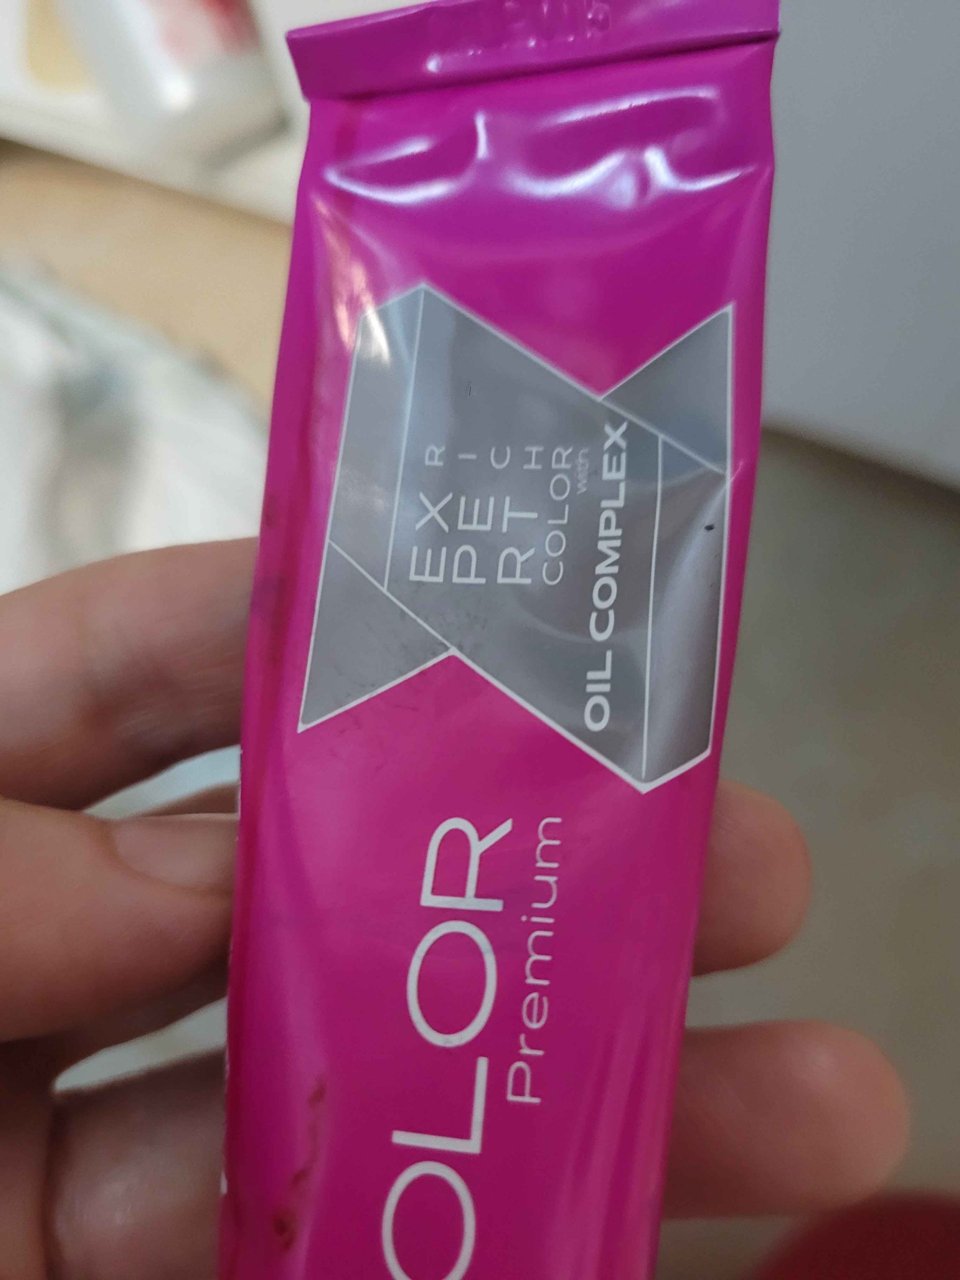 EXPERT RICH
COLOR
with
OIL COMPLEX
OLOR
Premium